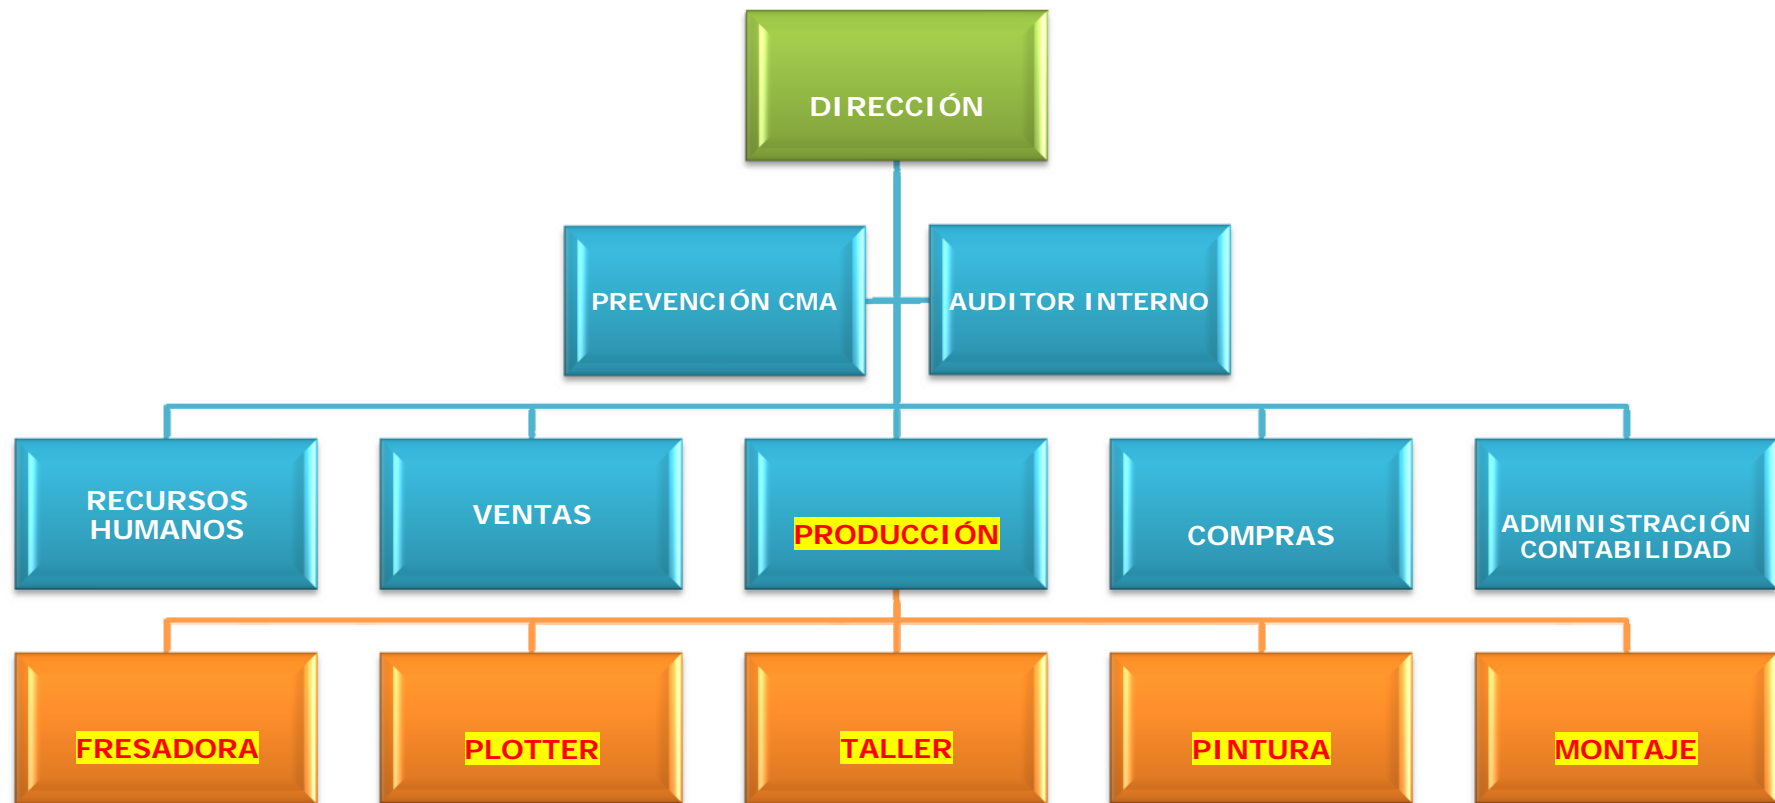 DIRECCIÓN
PREVENCIÓN CMA
AUDITOR INTERNO
RECURSOS
HUMANOS
VENTAS
PRODUCCIÓN
COMPRAS
ADMINISTRACIÓN
CONTABILIDAD
FRESADORA
PLOTTER
TALLER
PINTURA
MONTAJE